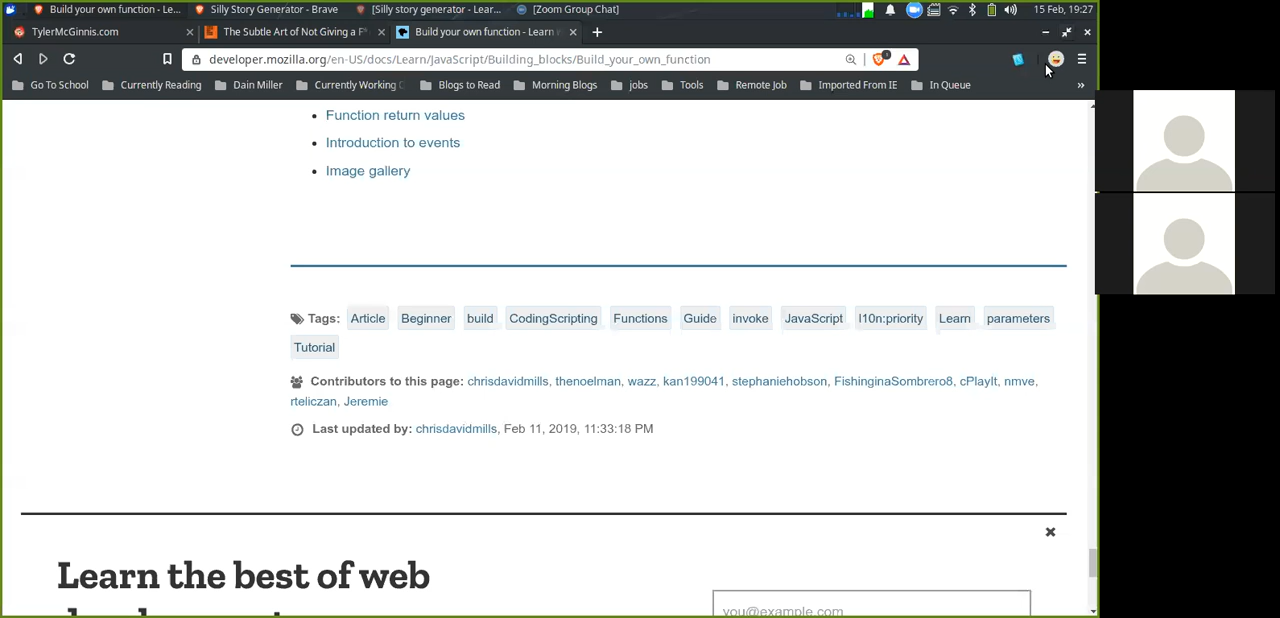 Build your own function - Le... Silly Story Generator - Brave [Silly story generator - Lear... [Zoom Group Chat] 15 Feb, 19:27
TylerMcGinnis.com The Subtle Art of Not Giving a F* Build your own function - Learn
developer.mozilla.org/en-US/docs/Learn/JavaScript/Building_blocks/Build_your_own_function
Go To School Currently Reading Dain Miller Currently Working Blogs to Read Morning Blogs jobs Tools Remote Job Imported From IE In Queue »
Function return values
Introduction to events
Image gallery
Tags: Article Beginner build CodingScripting Functions Guide invoke JavaScript l10n:priority Learn parameters
Tutorial
Contributors to this page: chrisdavidmills, thenoelman, wazz, kan199041, stephaniehobson, FishinginaSombrero8, cPlayIt, nmve,
rteliczan, Jeremie
Last updated by: chrisdavidmills, Feb 11, 2019, 11:33:18 PM
Learn the best of web
you@example.com